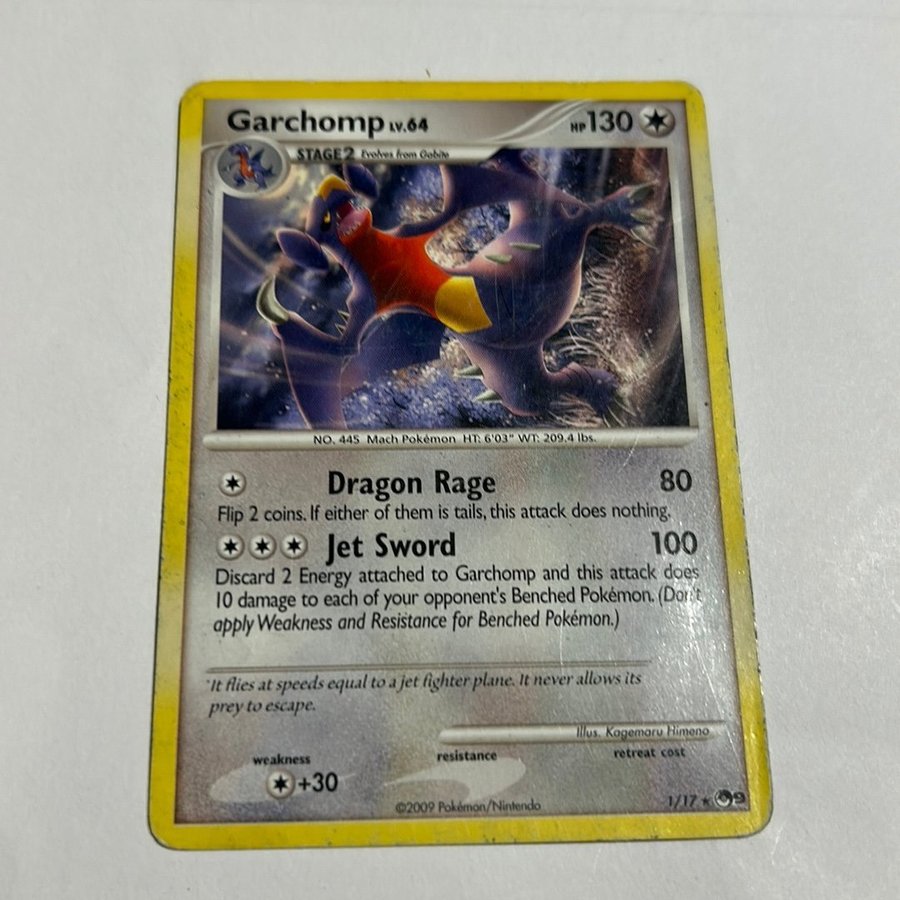 Garchomp LV.64 HP 130
STAGE2 Evolves from Gabite
NO. 445 Mach Pokémon HT: 6'03" WT: 209.4 lbs.
Dragon Rage 80
Flip 2 coins. If either of them is tails, this attack does nothing.
Jet Sword 100
Discard 2 Energy attached to Garchomp and this attack does
10 damage to each of your opponent's Benched Pokémon. (Don't
apply Weakness and Resistance for Benched Pokémon.)
It flies at speeds equal to a jet fighter plane. It never allows its
prey to escape.
Illus. Kagemaru Himeno
weakness resistance retreat cost
+30
©2009 Pokémon/Nintendo 1/17 ★ 9